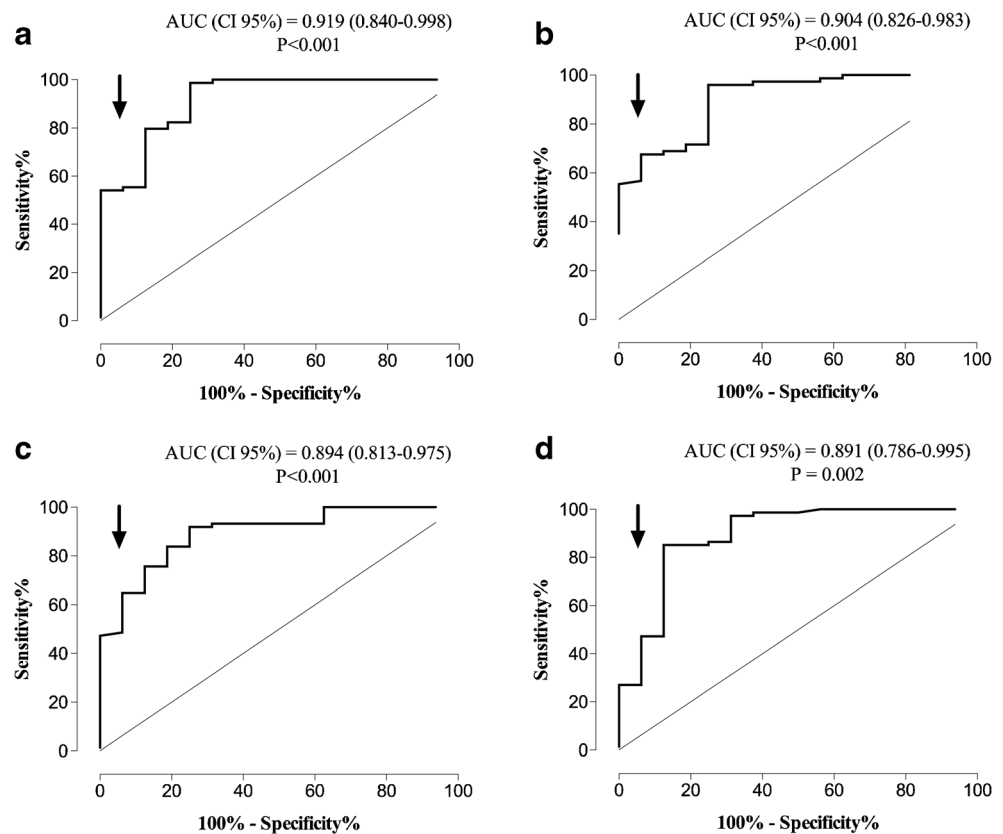 a
AUC (CI 95%) = 0.919 (0.840-0.998)
P<0.001
100
80
60
40
20
0
Sensitivity%
0 20 40 60 80 100
100% - Specificity%
b
AUC (CI 95%) = 0.904 (0.826-0.983)
P<0.001
100
80
60
40
20
0
Sensitivity%
0 20 40 60 80 100
100% - Specificity%
c
AUC (CI 95%) = 0.894 (0.813-0.975)
P<0.001
100
80
60
40
20
0
Sensitivity%
0 20 40 60 80 100
100% - Specificity%
d
AUC (CI 95%) = 0.891 (0.786-0.995)
P = 0.002
100
80
60
40
20
0
Sensitivity%
0 20 40 60 80 100
100% - Specificity%